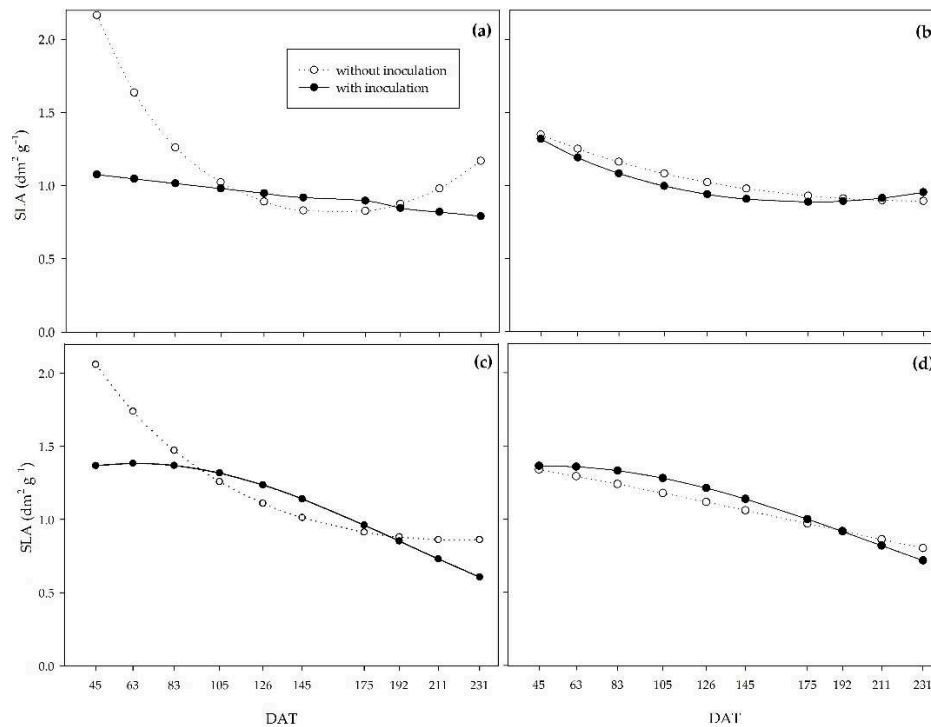 (a)
(b)
2.0
1.5
1.0
0.5
0.0
SLA (dm² g⁻¹)
without inoculation
with inoculation
(c)
(d)
2.0
1.5
1.0
0.5
0.0
SLA (dm² g⁻¹)
45 63 83 105 126 145 175 192 211 231
45 63 83 105 126 145 175 192 211 231
DAT
DAT